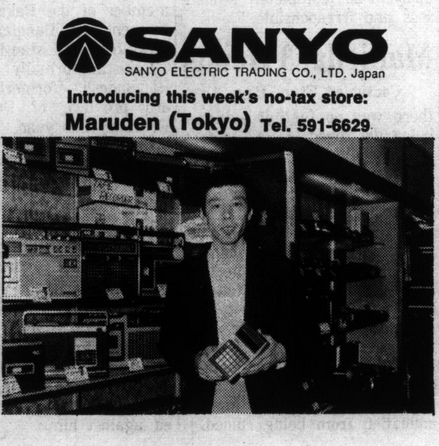 SANYO
SANYO ELECTRIC TRADING CO., LTD. Japan
Introducing this week's no-tax store:
Maruden (Tokyo) Tel. 591-6629